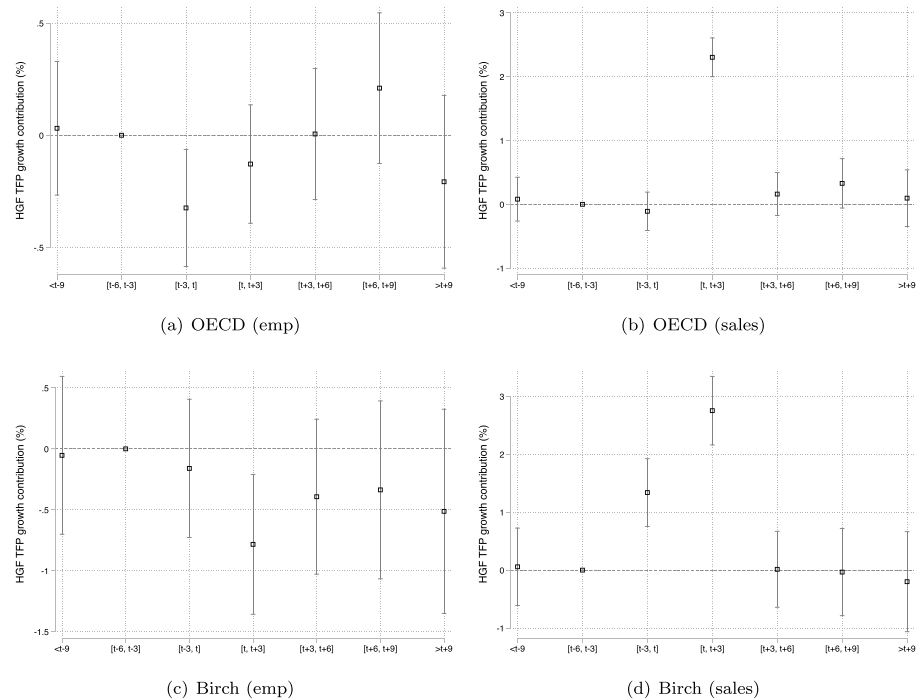 HGF TFP growth contribution (%)
.5
0
-.5
<t-9 [t-6, t-3] [t-3, t] [t, t+3] [t+3, t+6] [t+6, t+9] >t+9
(a) OECD (emp)
HGF TFP growth contribution (%)
3
2
1
0
-1
<t-9 [t-6, t-3] [t-3, t] [t, t+3] [t+3, t+6] [t+6, t+9] >t+9
(b) OECD (sales)
HGF TFP growth contribution (%)
.5
0
-.5
-1
-1.5
<t-9 [t-6, t-3] [t-3, t] [t, t+3] [t+3, t+6] [t+6, t+9] >t+9
(c) Birch (emp)
HGF TFP growth contribution (%)
3
2
1
0
-1
<t-9 [t-6, t-3] [t-3, t] [t, t+3] [t+3, t+6] [t+6, t+9] >t+9
(d) Birch (sales)